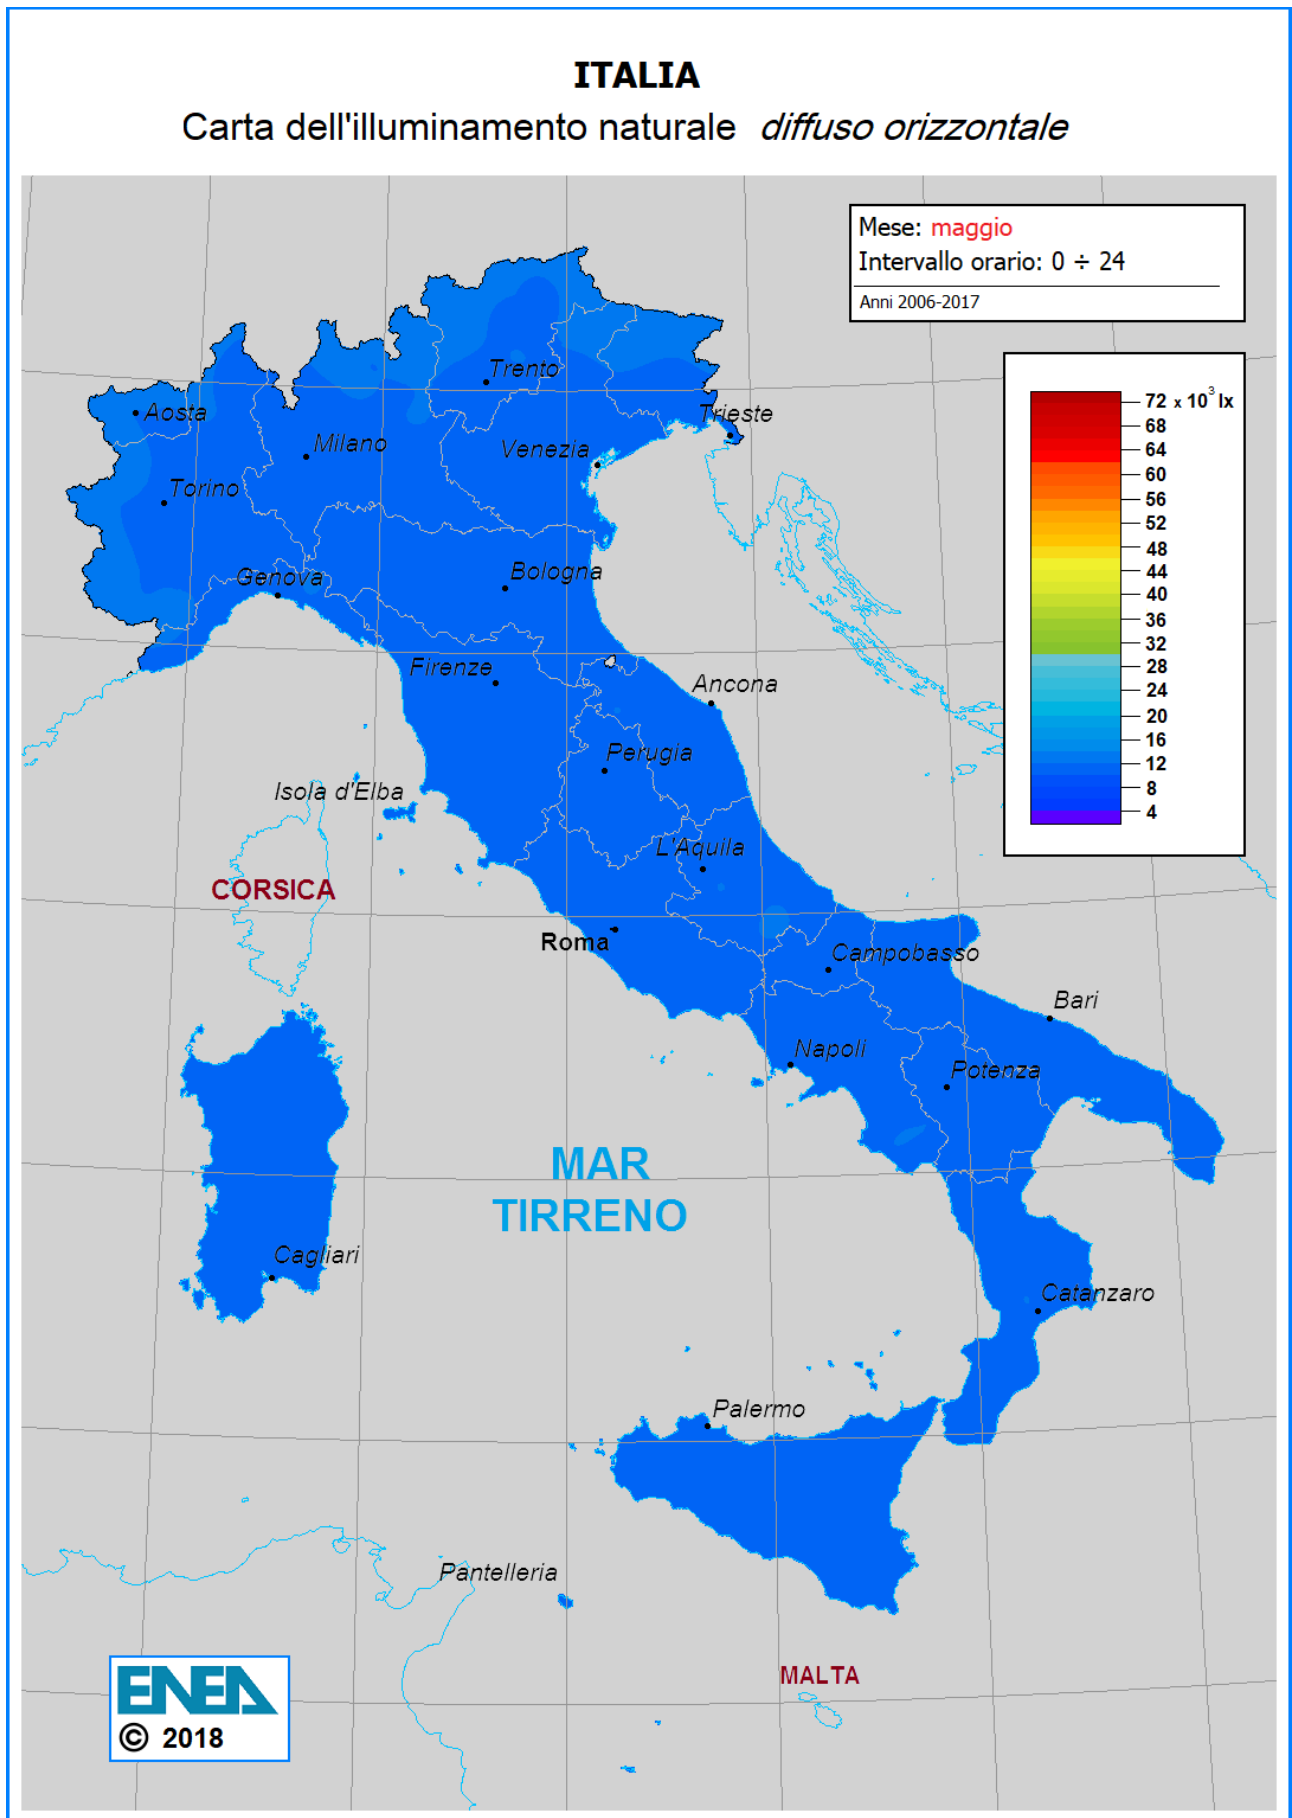 ITALIA
Carta dell'illuminamento naturale diffuso orizzontale
Mese: maggio
Intervallo orario: 0 ÷ 24
Anni 2006-2017
72 x 10³ lx
68
64
60
56
52
48
44
40
36
32
28
24
20
16
12
8
4
Trento
Aosta
Trieste
Milano
Venezia
Torino
Genova
Bologna
Firenze
Ancona
Perugia
Isola d'Elba
L'Aquila
CORSICA
Roma
Campobasso
Bari
Napoli
Potenza
MAR
TIRRENO
Cagliari
Catanzaro
Palermo
Pantelleria
MALTA
ENEA
© 2018